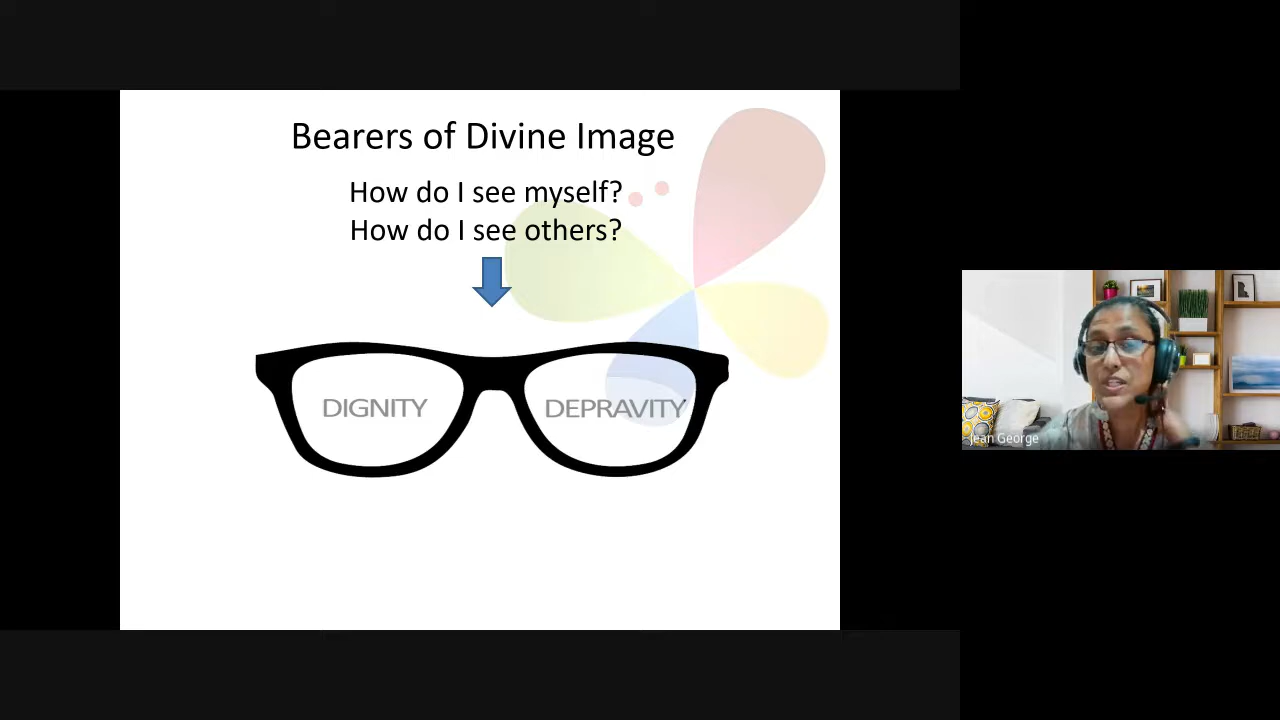 Bearers of Divine Image
How do I see myself?
How do I see others?
DIGNITY
DEPRAVITY
Jean George